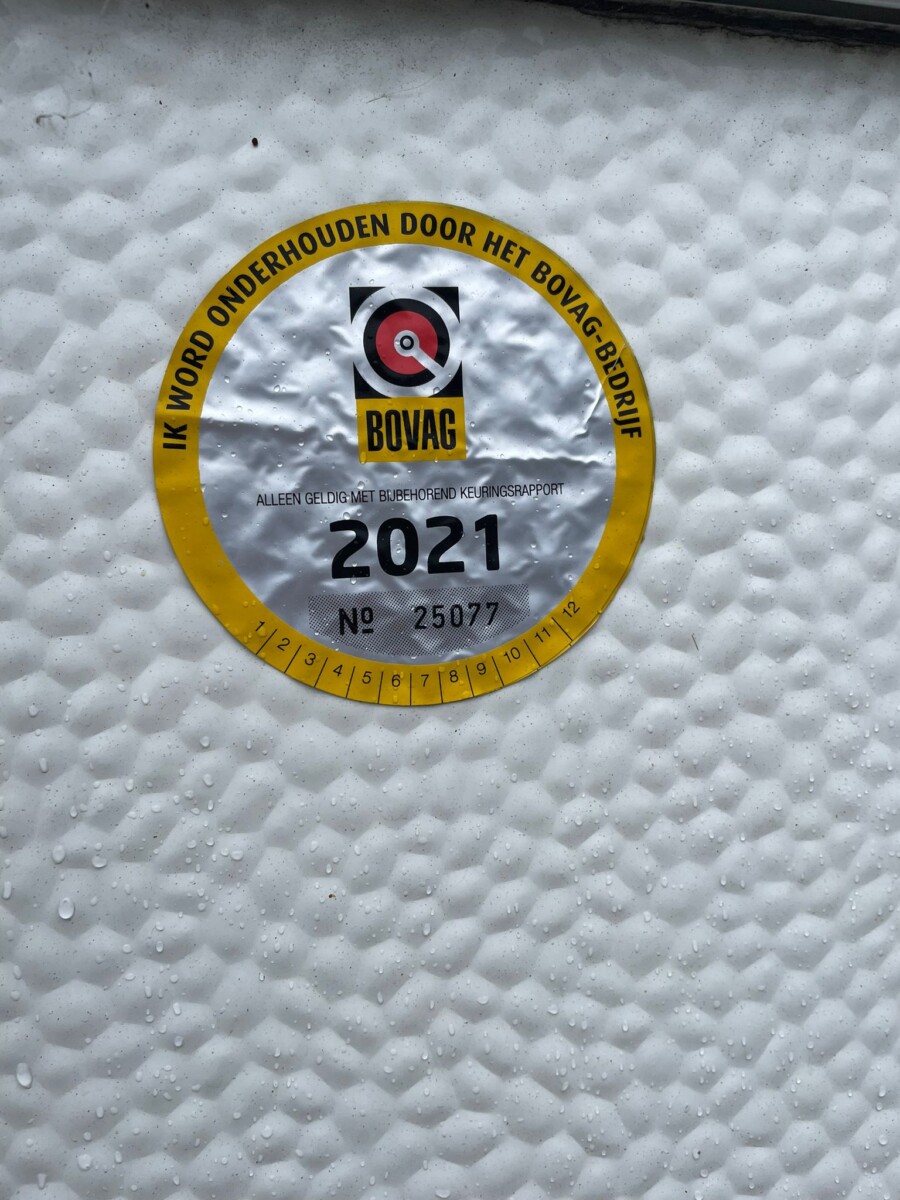 IK WORD ONDERHOUDEN DOOR HET BOVAG-BEDRIJF
BOVAG
ALLEEN GELDIG MET BIJBEHOREND KEURINGSRAPPORT
2021
Nº 25077
1 2 3 4 5 6 7 8 9 10 11 12